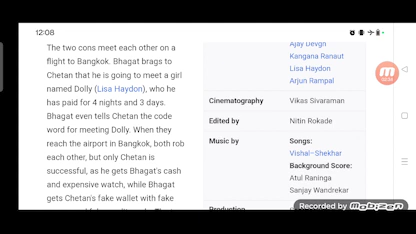 12:08
The two cons meet each other on a
flight to Bangkok. Bhagat brags to
Chetan that he is going to meet a girl
named Dolly (Lisa Haydon), who he
has paid for 4 nights and 3 days.
Bhagat even tells Chetan the code
word for meeting Dolly. When they
reach the airport in Bangkok, both rob
each other, but only Chetan is
successful, as he gets Bhagat's cash
and expensive watch, while Bhagat
gets Chetan's fake wallet with fake
Ajay Devgn
Kangana Ranaut
Lisa Haydon
Arjun Rampal
Cinematography Vikas Sivaraman
Edited by Nitin Rokade
Music by Songs:
Vishal–Shekhar
Background Score:
Atul Raninga
Sanjay Wandrekar
Production
Recorded by Mobizen